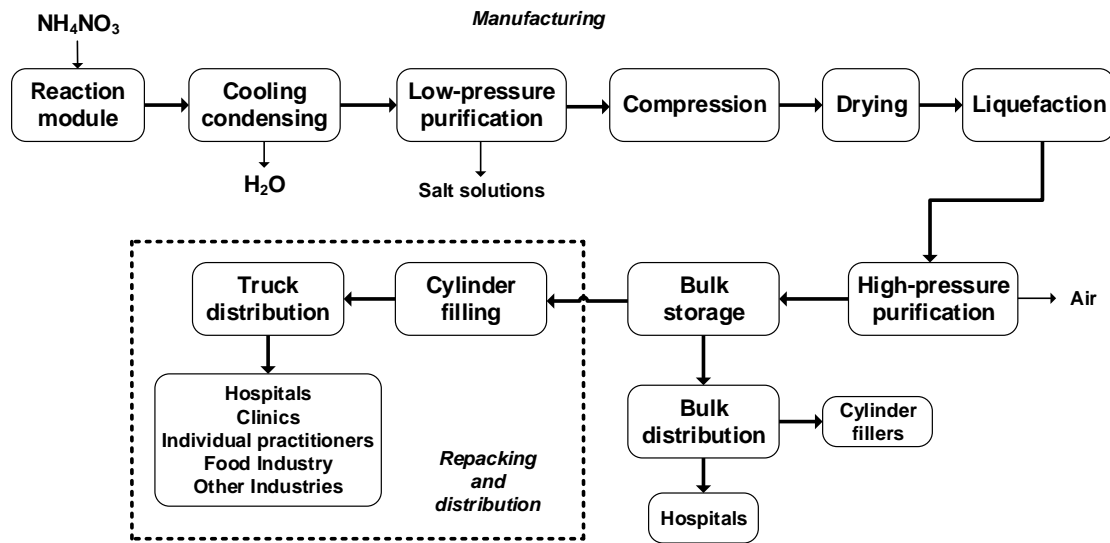 NH₄NO₃
Manufacturing
Reaction
module
Cooling
condensing
Low-pressure
purification
Compression
Drying
Liquefaction
H₂O
Salt solutions
Truck
distribution
Cylinder
filling
Bulk
storage
High-pressure
purification
Air
Hospitals
Clinics
Individual practitioners
Food Industry
Other Industries
Repacking
and
distribution
Bulk
distribution
Cylinder
fillers
Hospitals